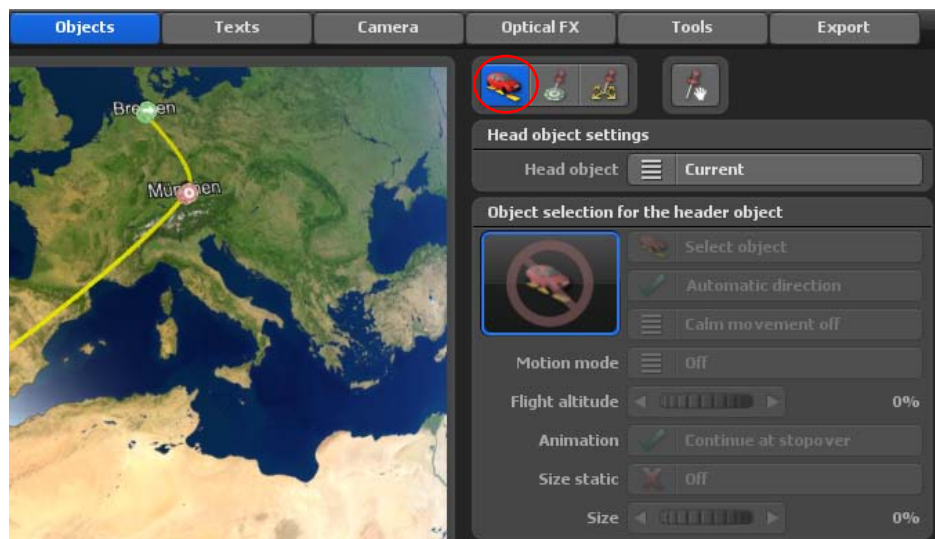 Objects Texts Camera Optical FX Tools Export
Bremen
München
Head object settings
Head object Current
Object selection for the header object
Select object
Automatic direction
Calm movement off
Motion mode Off
Flight altitude 0%
Animation Continue at stopover
Size static Off
Size 0%